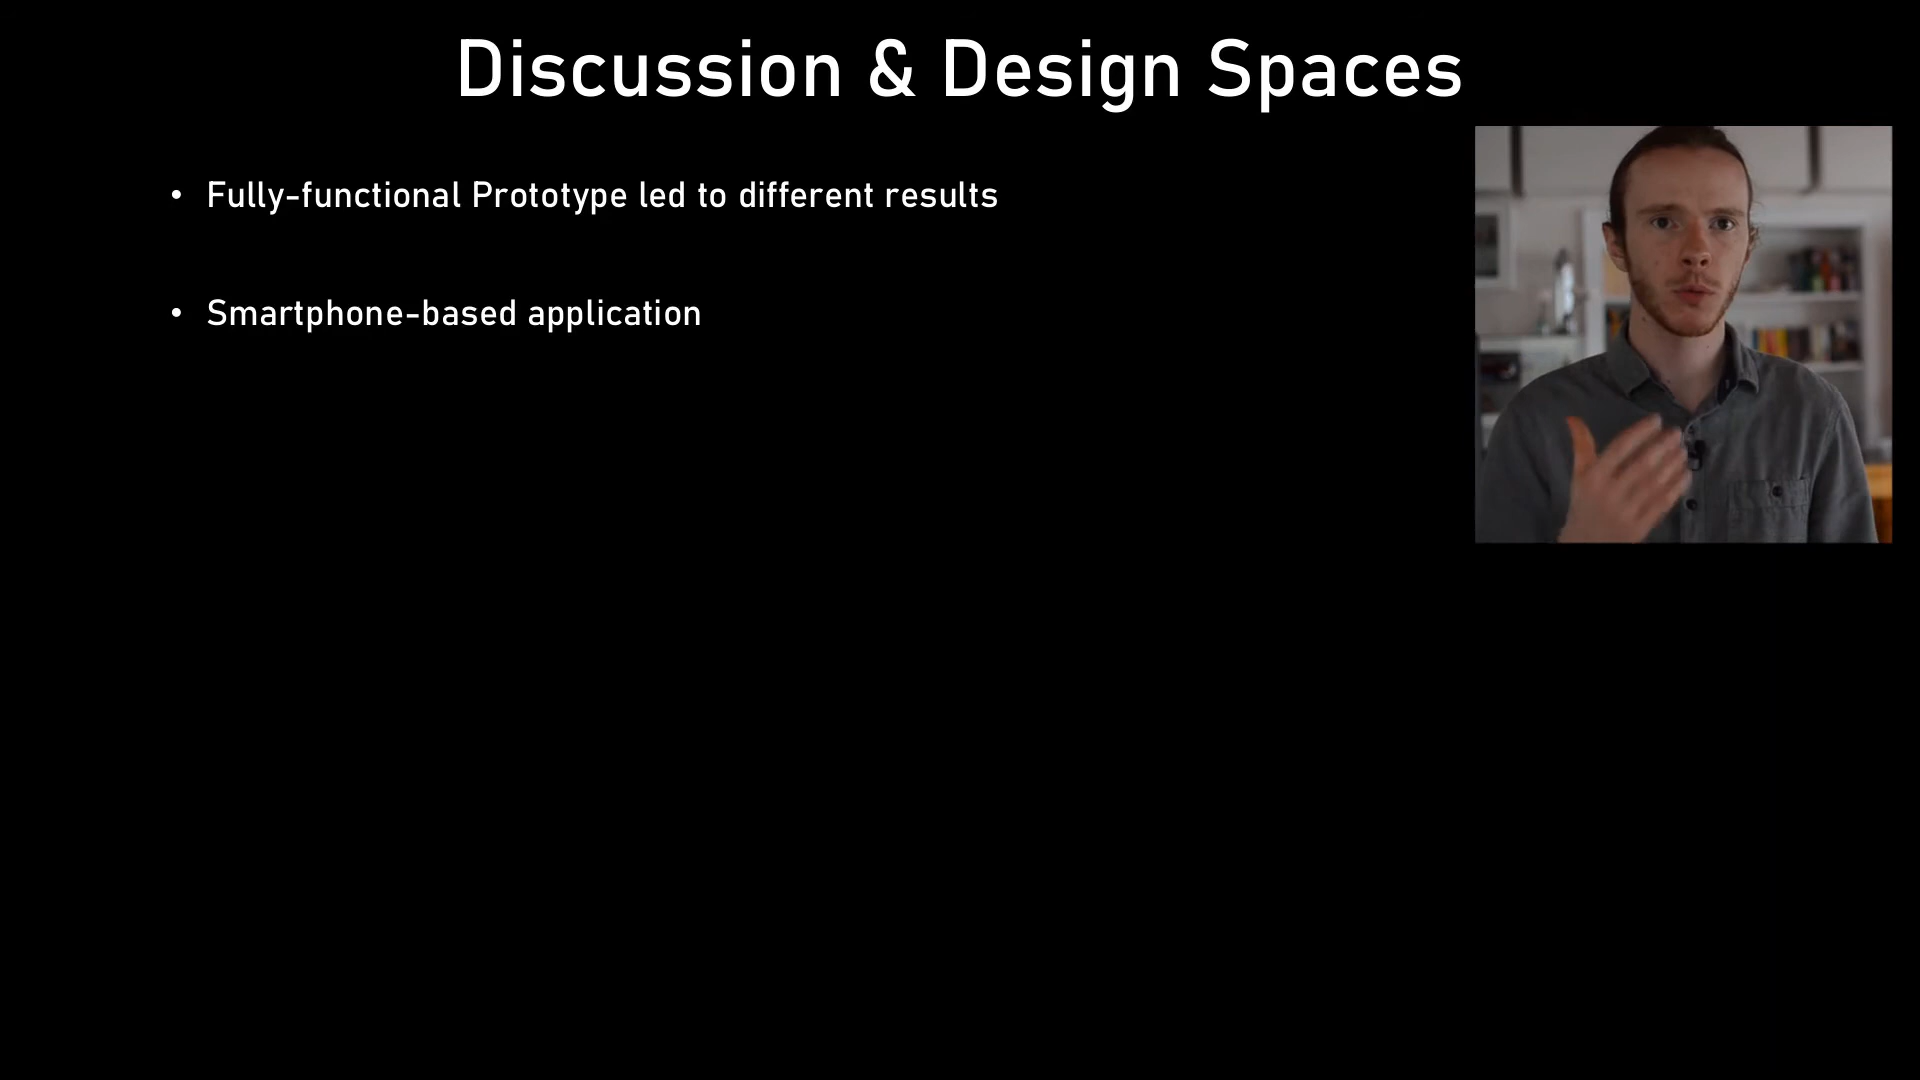 Discussion & Design Spaces
• Fully-functional Prototype led to different results
• Smartphone-based application